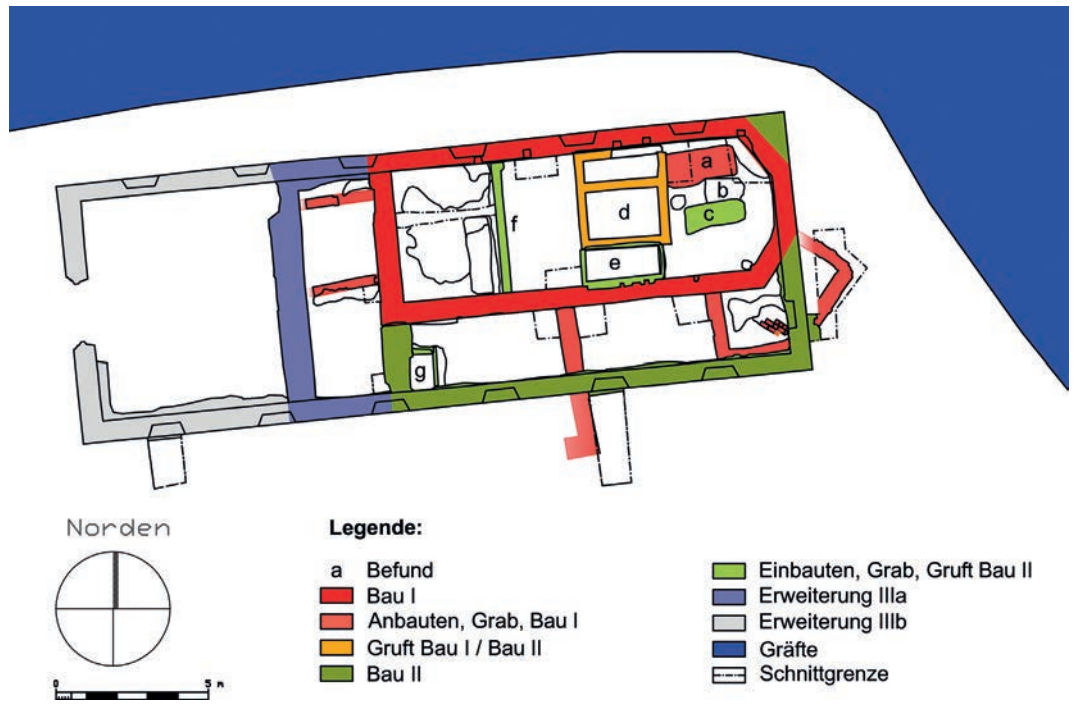 a
b
c
d
e
f
g
Norden
0 5 m
Legende:
a Befund
Bau I
Anbauten, Grab, Bau I
Gruft Bau I / Bau II
Bau II
Einbauten, Grab, Gruft Bau II
Erweiterung IIIa
Erweiterung IIIb
Gräfte
Schnittgrenze